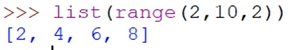 >>> list(range(2,10,2))
[2, 4, 6, 8]